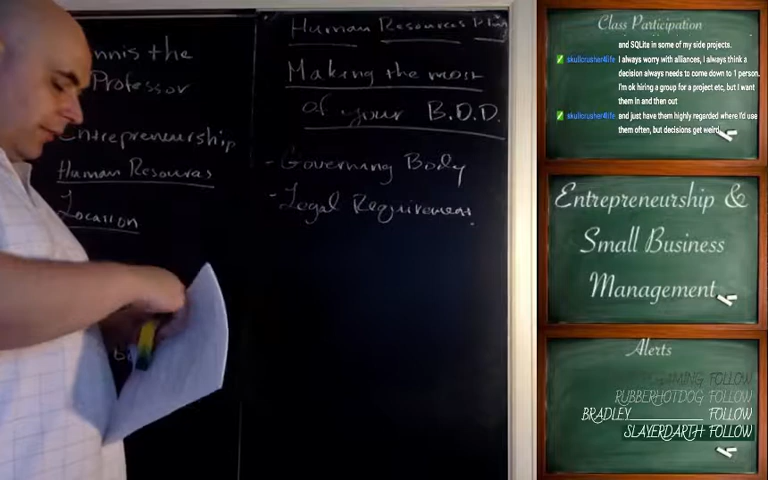 nnis the
Professor
Entrepreneurship
Human Resources
Location
Human Resources Plan
Making the most
of your B.O.D.
- Governing Body
- Legal Requirement
Class Participation
and SQLite in some of my side projects.
skullcrusher4life I always worry with alliances, I always think a
decision always needs to come down to 1 person.
I'm ok hiring a group for a project etc, but I want
them in and then out
skullcrusher4life and just have them highly regarded where I'd use
them often, but decisions get weird
Entrepreneurship &
Small Business
Management
Alerts
GAMING FOLLOW
RUBBERHOTDOG FOLLOW
BRADLEY FOLLOW
SLAYERDARTH FOLLOW